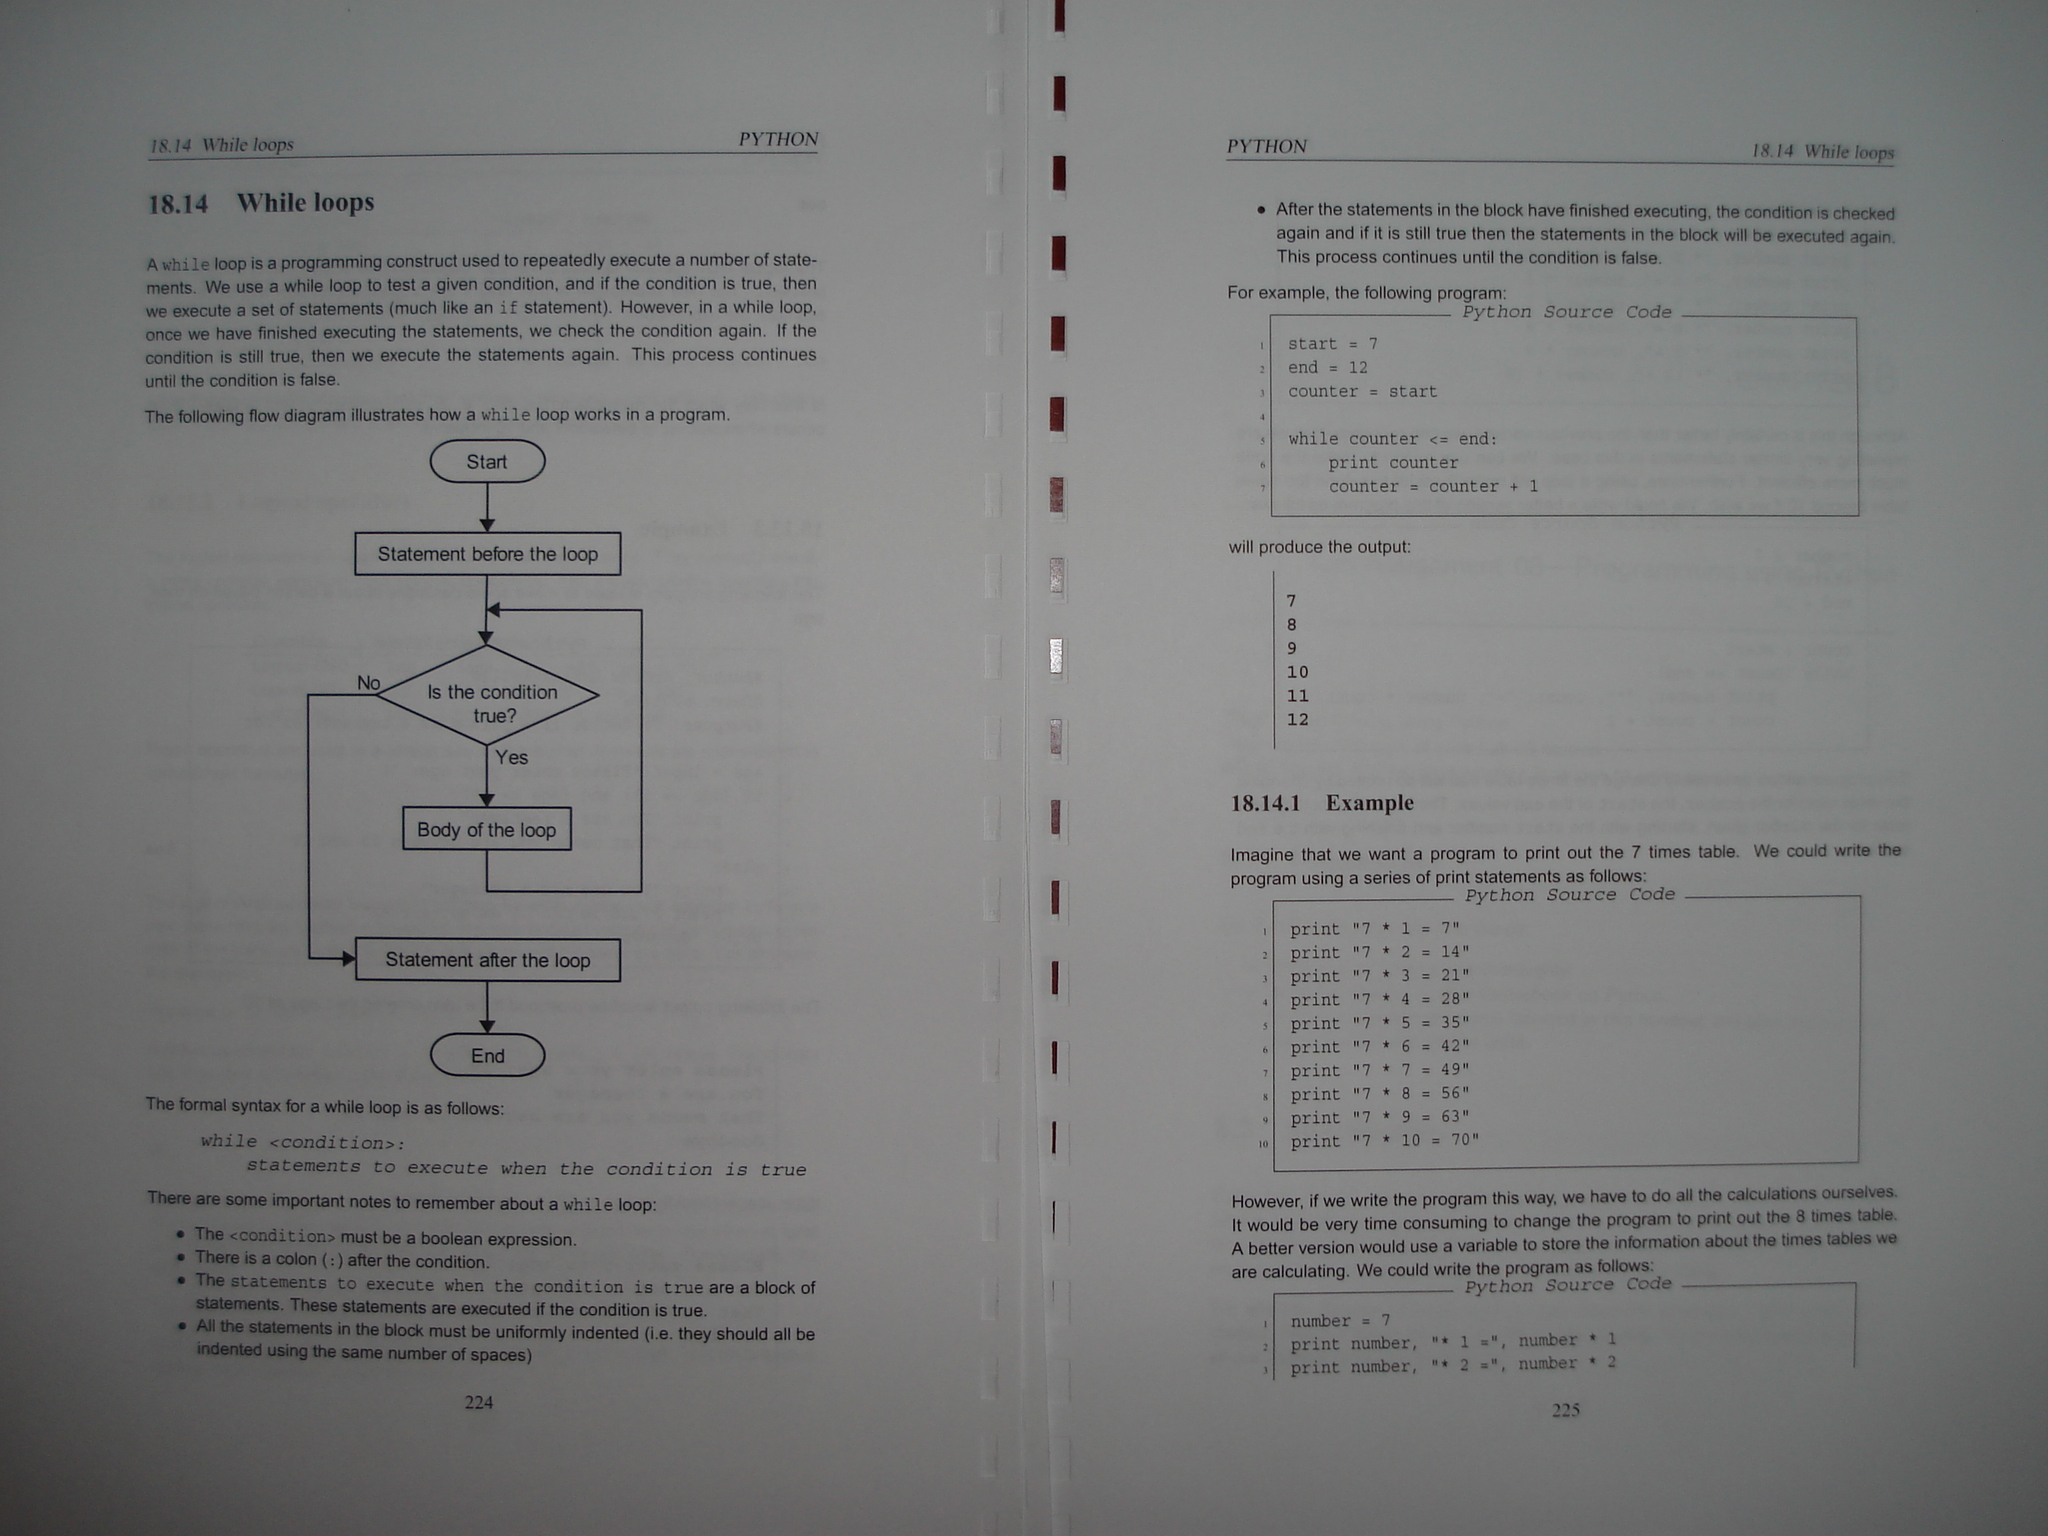 18.14 While loops PYTHON
18.14 While loops
A while loop is a programming construct used to repeatedly execute a number of state-
ments. We use a while loop to test a given condition, and if the condition is true, then
we execute a set of statements (much like an if statement). However, in a while loop,
once we have finished executing the statements, we check the condition again. If the
condition is still true, then we execute the statements again. This process continues
until the condition is false.
The following flow diagram illustrates how a while loop works in a program.
Start
Statement before the loop
No
Is the condition
true?
Yes
Body of the loop
Statement after the loop
End
The formal syntax for a while loop is as follows:
while <condition>:
    statements to execute when the condition is true
There are some important notes to remember about a while loop:
• The <condition> must be a boolean expression.
• There is a colon (:) after the condition.
• The statements to execute when the condition is true are a block of
statements. These statements are executed if the condition is true.
• All the statements in the block must be uniformly indented (i.e. they should all be
indented using the same number of spaces)
224
PYTHON 18.14 While loops
• After the statements in the block have finished executing, the condition is checked
again and if it is still true then the statements in the block will be executed again.
This process continues until the condition is false.
For example, the following program:
Python Source Code
1 start = 7
2 end = 12
3 counter = start
4
5 while counter <= end:
6     print counter
7     counter = counter + 1
will produce the output:
7
8
9
10
11
12
18.14.1 Example
Imagine that we want a program to print out the 7 times table. We could write the
program using a series of print statements as follows:
Python Source Code
1 print "7 * 1 = 7"
2 print "7 * 2 = 14"
3 print "7 * 3 = 21"
4 print "7 * 4 = 28"
5 print "7 * 5 = 35"
6 print "7 * 6 = 42"
7 print "7 * 7 = 49"
8 print "7 * 8 = 56"
9 print "7 * 9 = 63"
10 print "7 * 10 = 70"
However, if we write the program this way, we have to do all the calculations ourselves.
It would be very time consuming to change the program to print out the 8 times table.
A better version would use a variable to store the information about the times tables we
are calculating. We could write the program as follows:
Python Source Code
1 number = 7
2 print number, "* 1 =", number * 1
3 print number, "* 2 =", number * 2
225